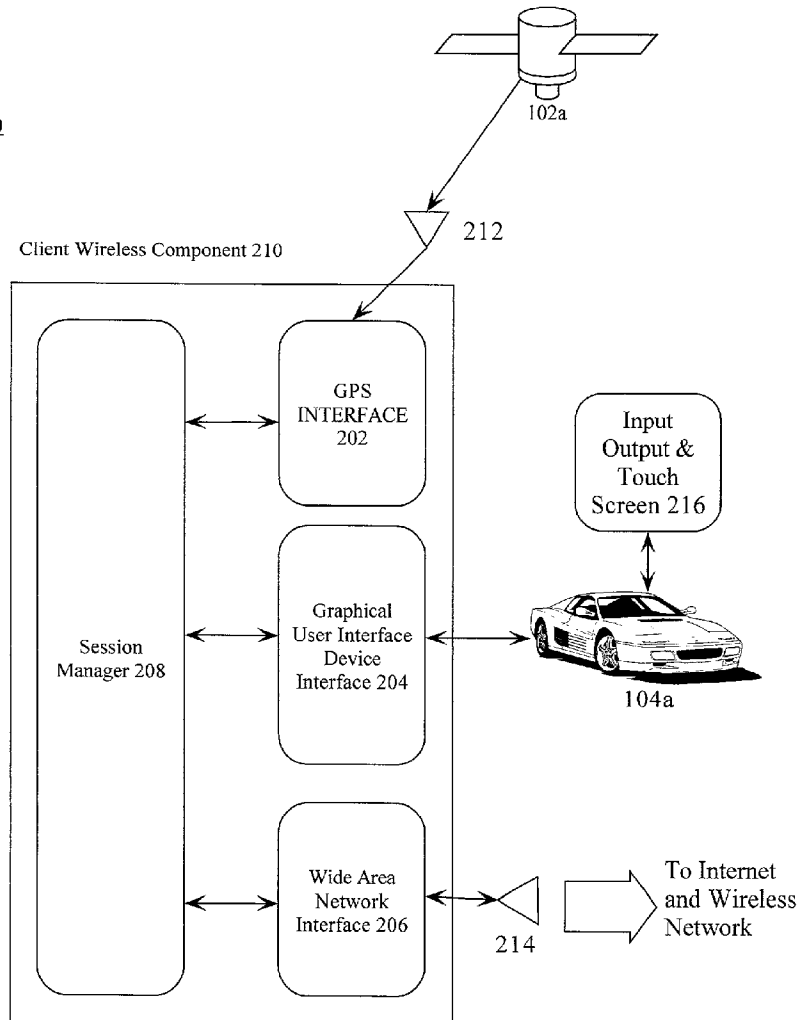 102a
212
Client Wireless Component 210
GPS
INTERFACE
202
Input
Output &
Touch
Screen 216
Session
Manager 208
Graphical
User Interface
Device
Interface 204
104a
Wide Area
Network
Interface 206
214
To Internet
and Wireless
Network